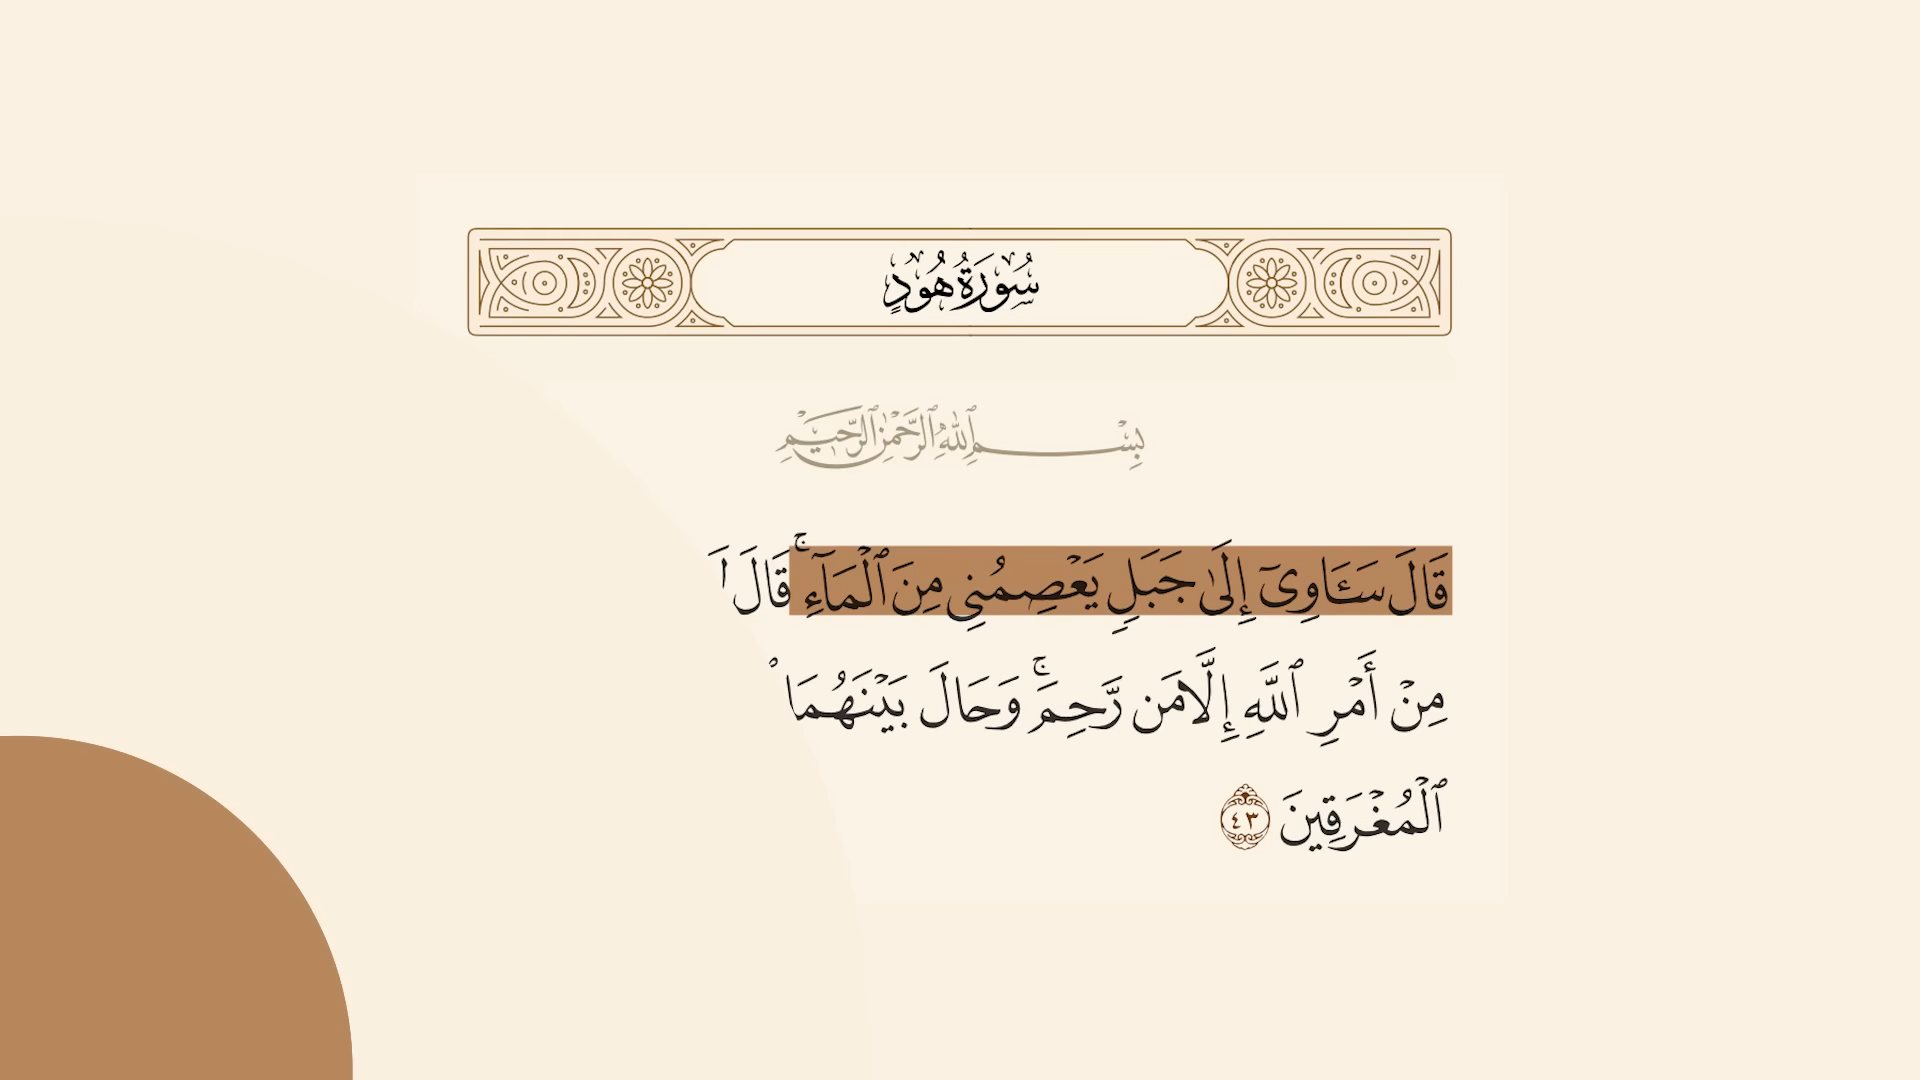 سُورَةُ هُودٍ
بِسْمِ ٱللَّهِ ٱلرَّحْمَٰنِ ٱلرَّحِيمِ
قَالَ سَـَٔاوِىٓ إِلَىٰ جَبَلٍ يَعْصِمُنِى مِنَ ٱلْمَآءِ ۚ قَالَ
مِنْ أَمْرِ ٱللَّهِ إِلَّا مَن رَّحِمَ ۚ وَحَالَ بَيْنَهُمَا
ٱلْمُغْرَقِينَ ٤٣